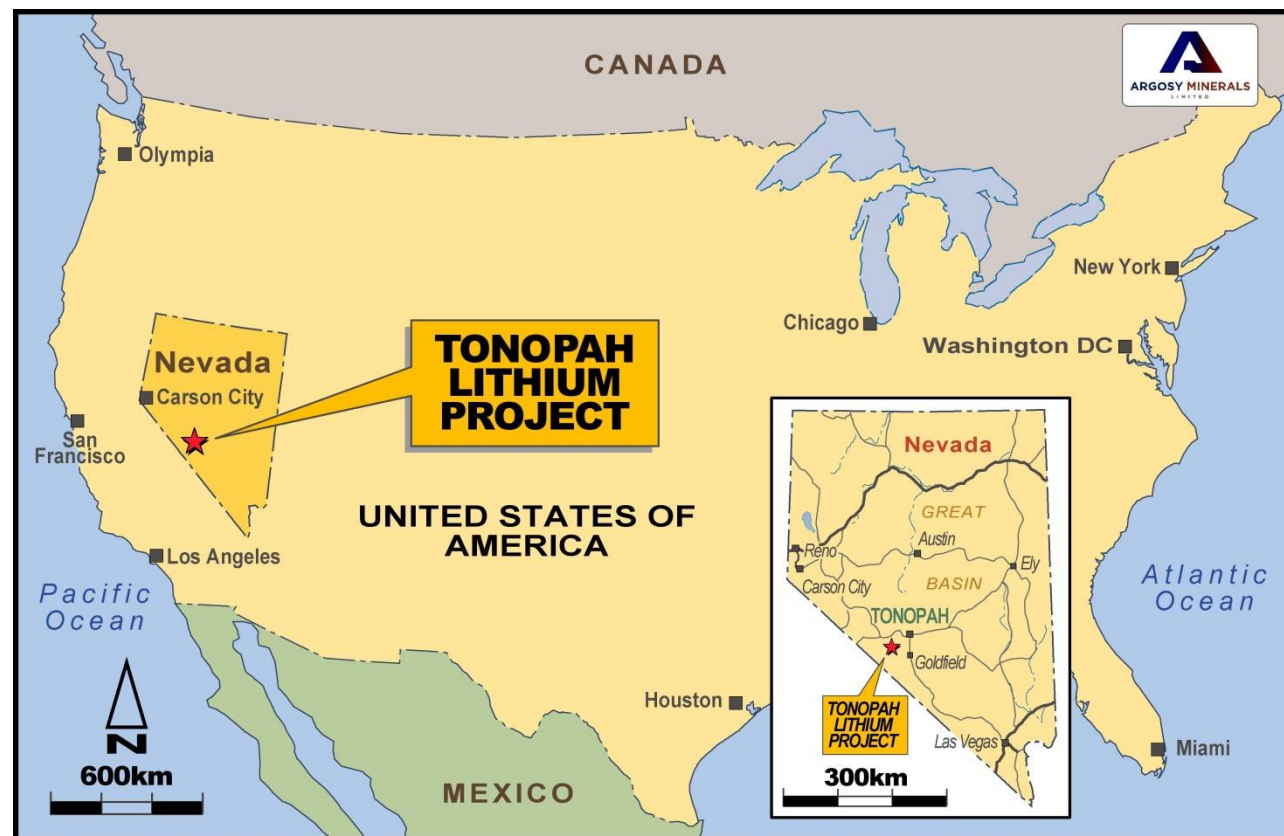 CANADA
ARGOSY MINERALS
LIMITED
Olympia
New York
Chicago
Washington DC
Nevada
Carson City
TONOPAH
LITHIUM
PROJECT
San
Francisco
UNITED STATES OF
AMERICA
Los Angeles
Pacific
Ocean
Atlantic
Ocean
Houston
Miami
MEXICO
N
600km
Nevada
GREAT
Austin
Reno
Ely
Carson City
BASIN
TONOPAH
Goldfield
TONOPAH
LITHIUM
PROJECT
Las Vegas
300km